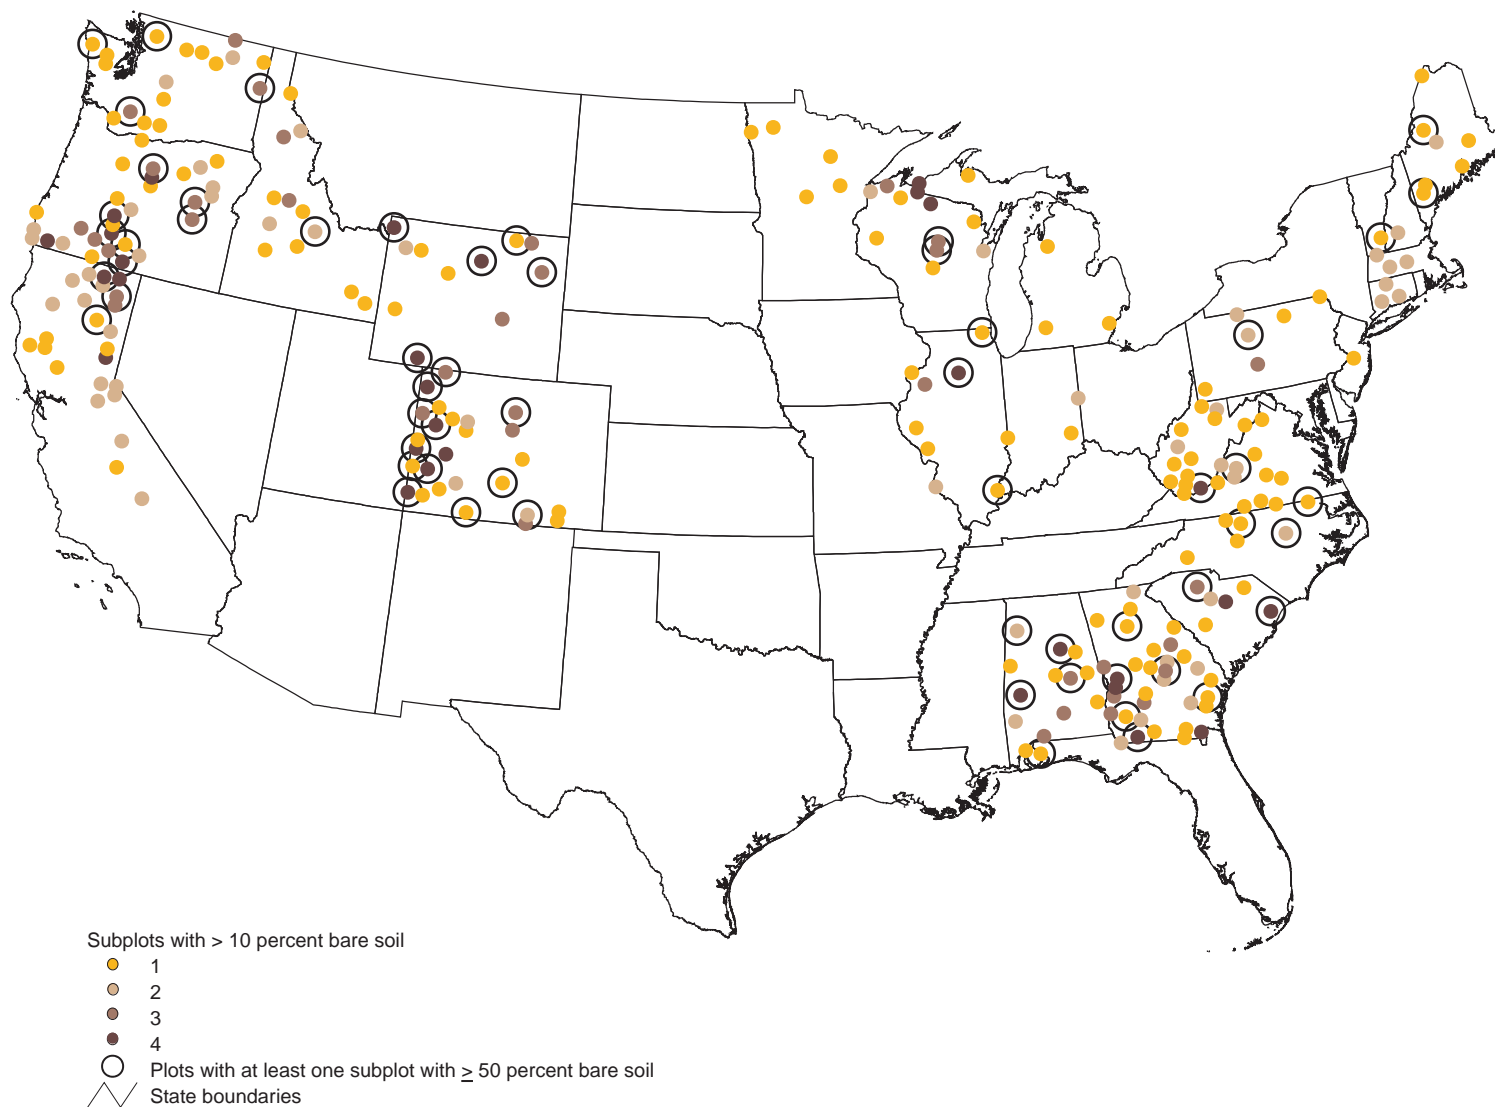 Subplots with > 10 percent bare soil
1
2
3
4
Plots with at least one subplot with ≥ 50 percent bare soil
State boundaries